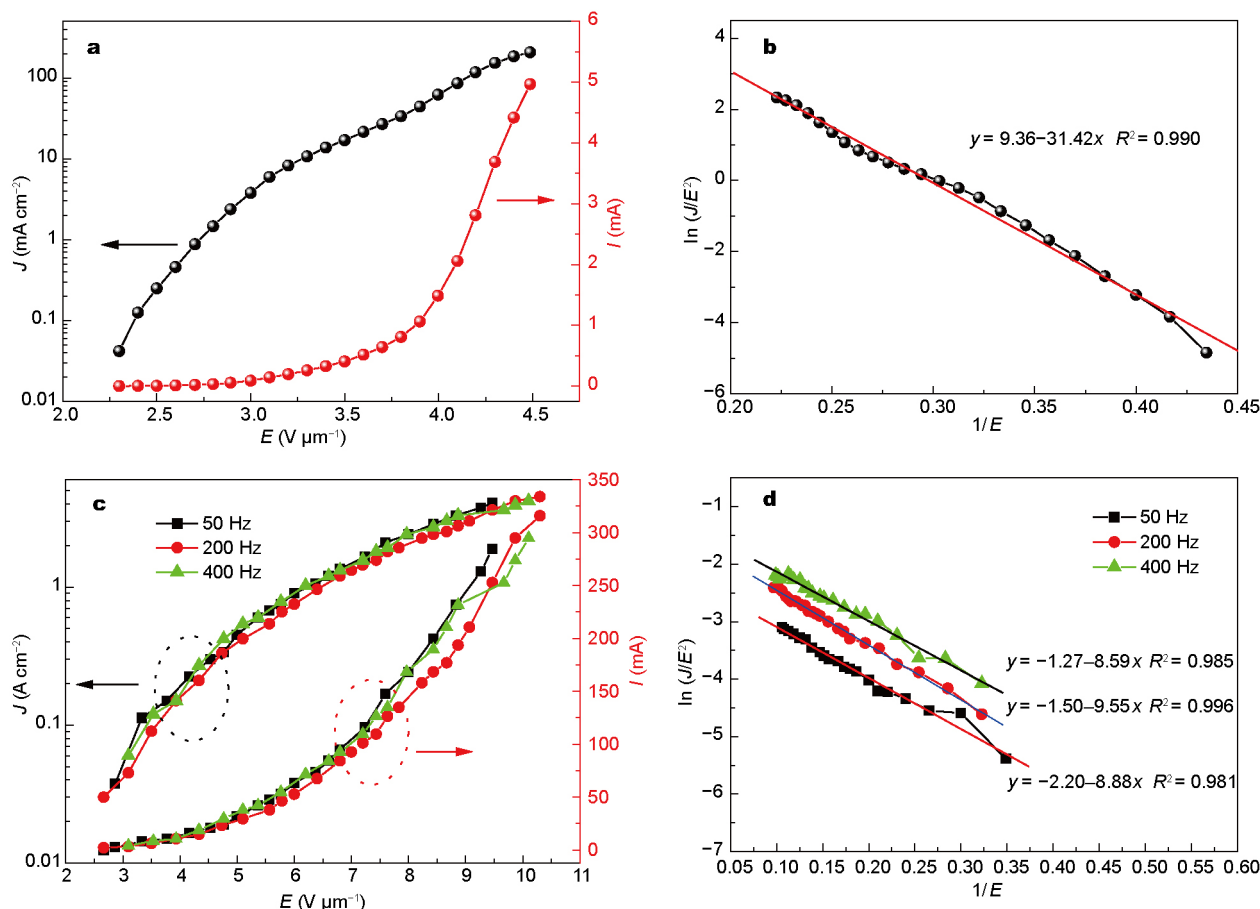 a
100
10
1
0.1
0.01
J (mA cm⁻²)
6
5
4
3
2
1
0
I (mA)
2.0 2.5 3.0 3.5 4.0 4.5
E (V μm⁻¹)
b
4
2
0
−2
−4
−6
ln (J/E²)
y = 9.36−31.42x R² = 0.990
0.20 0.25 0.30 0.35 0.40 0.45
1/E
c
50 Hz
200 Hz
400 Hz
1
0.1
0.01
J (A cm⁻²)
350
300
250
200
150
100
50
0
I (mA)
2 3 4 5 6 7 8 9 10 11
E (V μm⁻¹)
d
50 Hz
200 Hz
400 Hz
−1
−2
−3
−4
−5
−6
−7
ln (J/E²)
y = −1.27−8.59x R² = 0.985
y = −1.50−9.55x R² = 0.996
y = −2.20−8.88x R² = 0.981
0.05 0.10 0.15 0.20 0.25 0.30 0.35 0.40 0.45 0.50 0.55 0.60
1/E